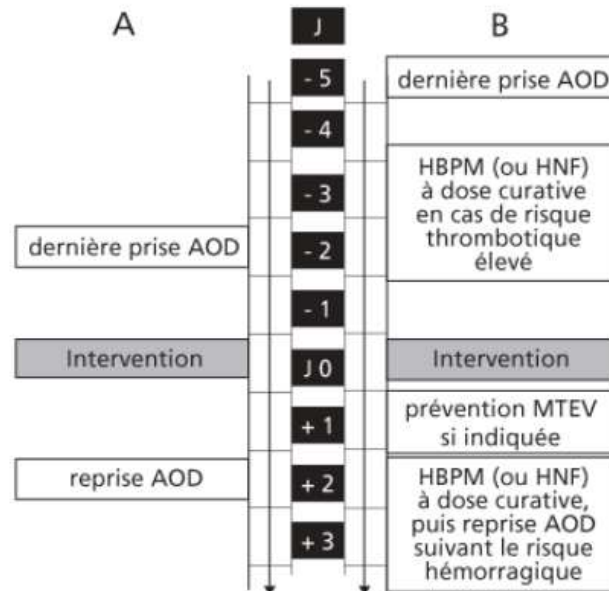 A
J
B
- 5
dernière prise AOD
- 4
HBPM (ou HNF)
à dose curative
en cas de risque
thrombotique
élevé
- 3
dernière prise AOD
- 2
- 1
Intervention
J 0
Intervention
+ 1
prévention MTEV
si indiquée
reprise AOD
+ 2
HBPM (ou HNF)
à dose curative,
puis reprise AOD
suivant le risque
hémorragique
+ 3